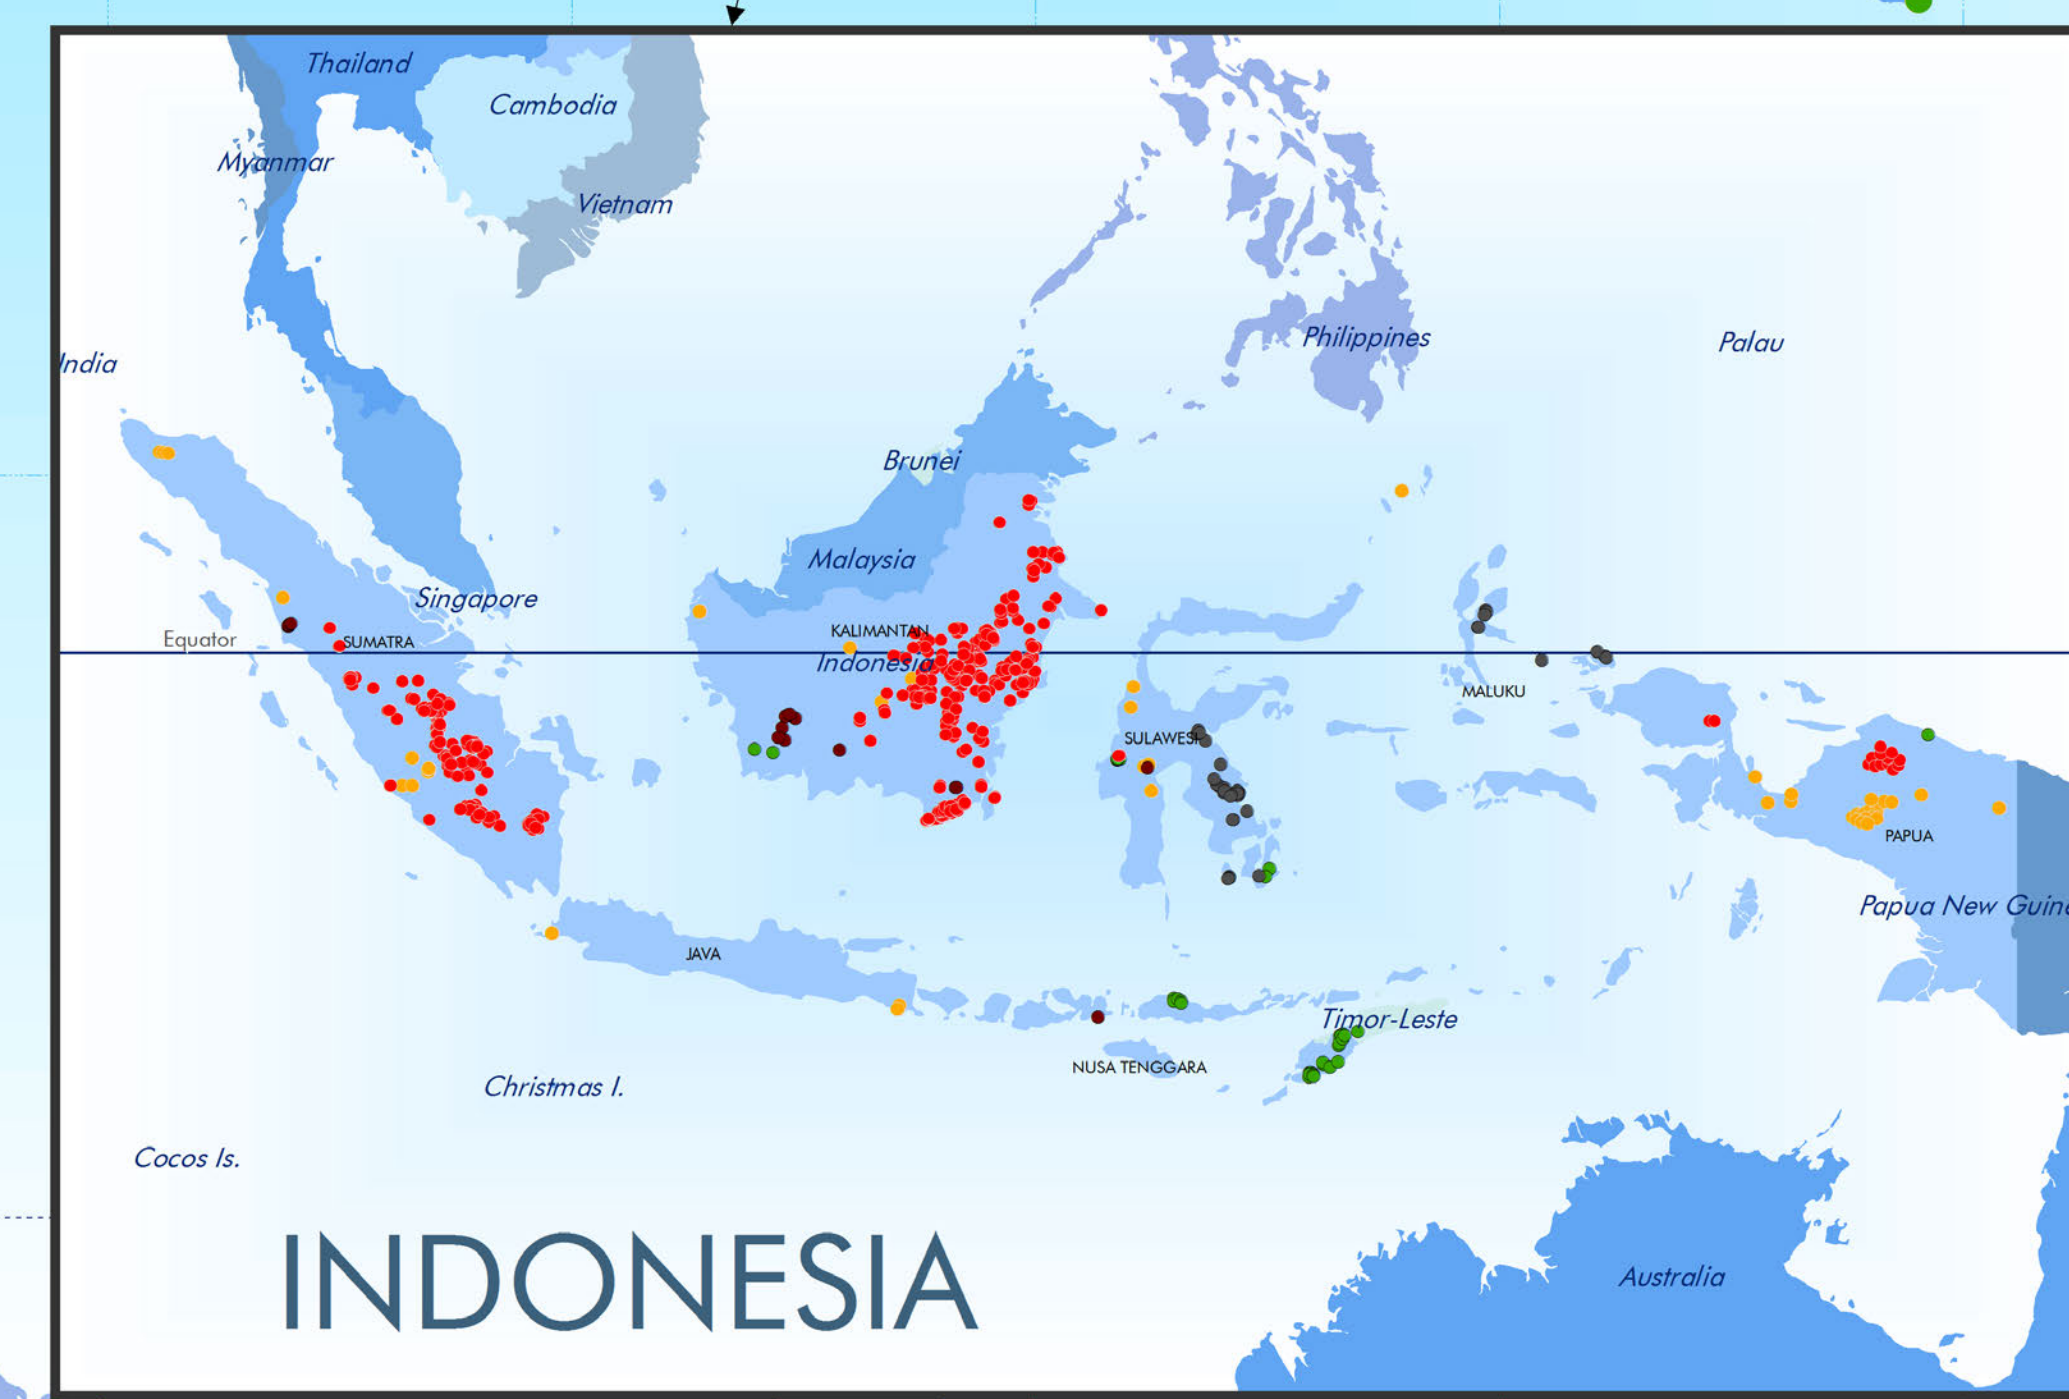 Thailand
Cambodia
Myanmar
Vietnam
Philippines
Palau
India
Brunei
Malaysia
Singapore
Equator
SUMATRA
KALIMANTAN
Indonesia
MALUKU
SULAWESI
PAPUA
Papua New Guin
JAVA
Timor-Leste
NUSA TENGGARA
Christmas I.
Cocos Is.
Australia
INDONESIA